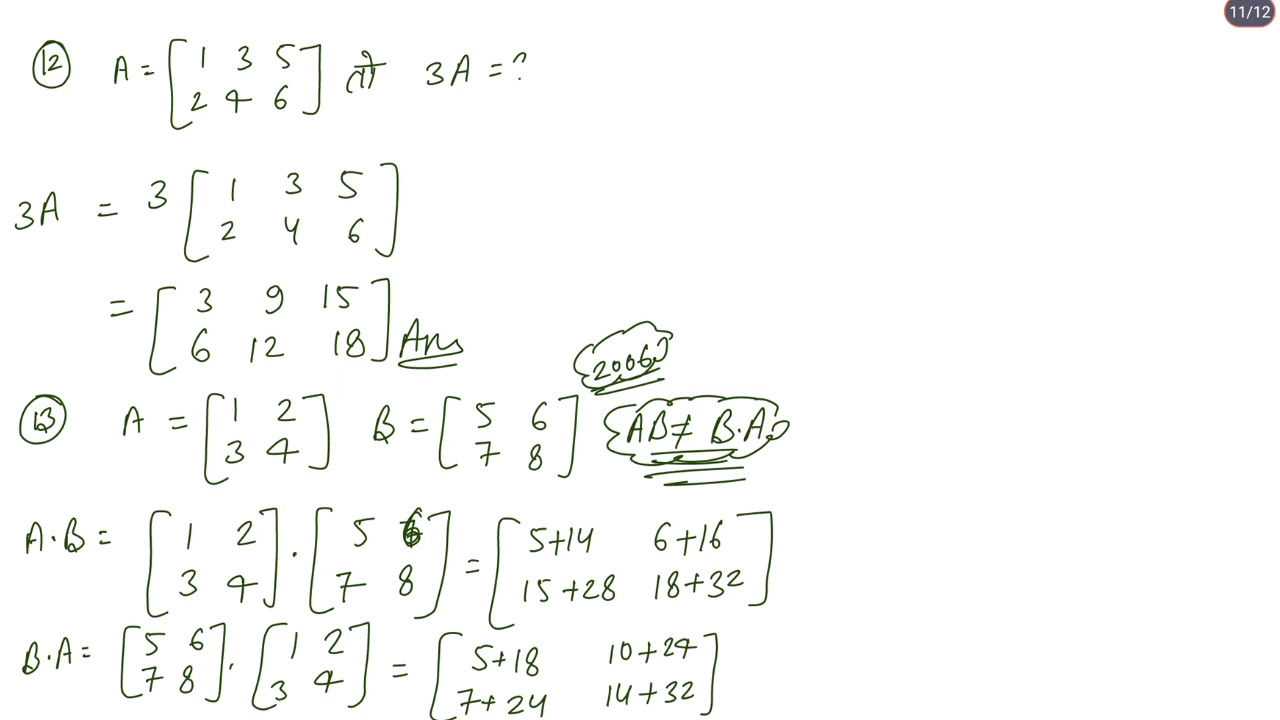 11/12
⑫ A = [1 3 5
2 4 6] तो 3A = ?
3A = 3 [1 3 5
2 4 6]
= [3 9 15
6 12 18] Ans
2006
⑬ A = [1 2
3 4] B = [5 6
7 8] AB ≠ B.A
A.B = [1 2
3 4] . [5 6
7 8] = [5+14 6+16
15+28 18+32]
B.A = [5 6
7 8] . [1 2
3 4] = [5+18 10+24
7+24 14+32]